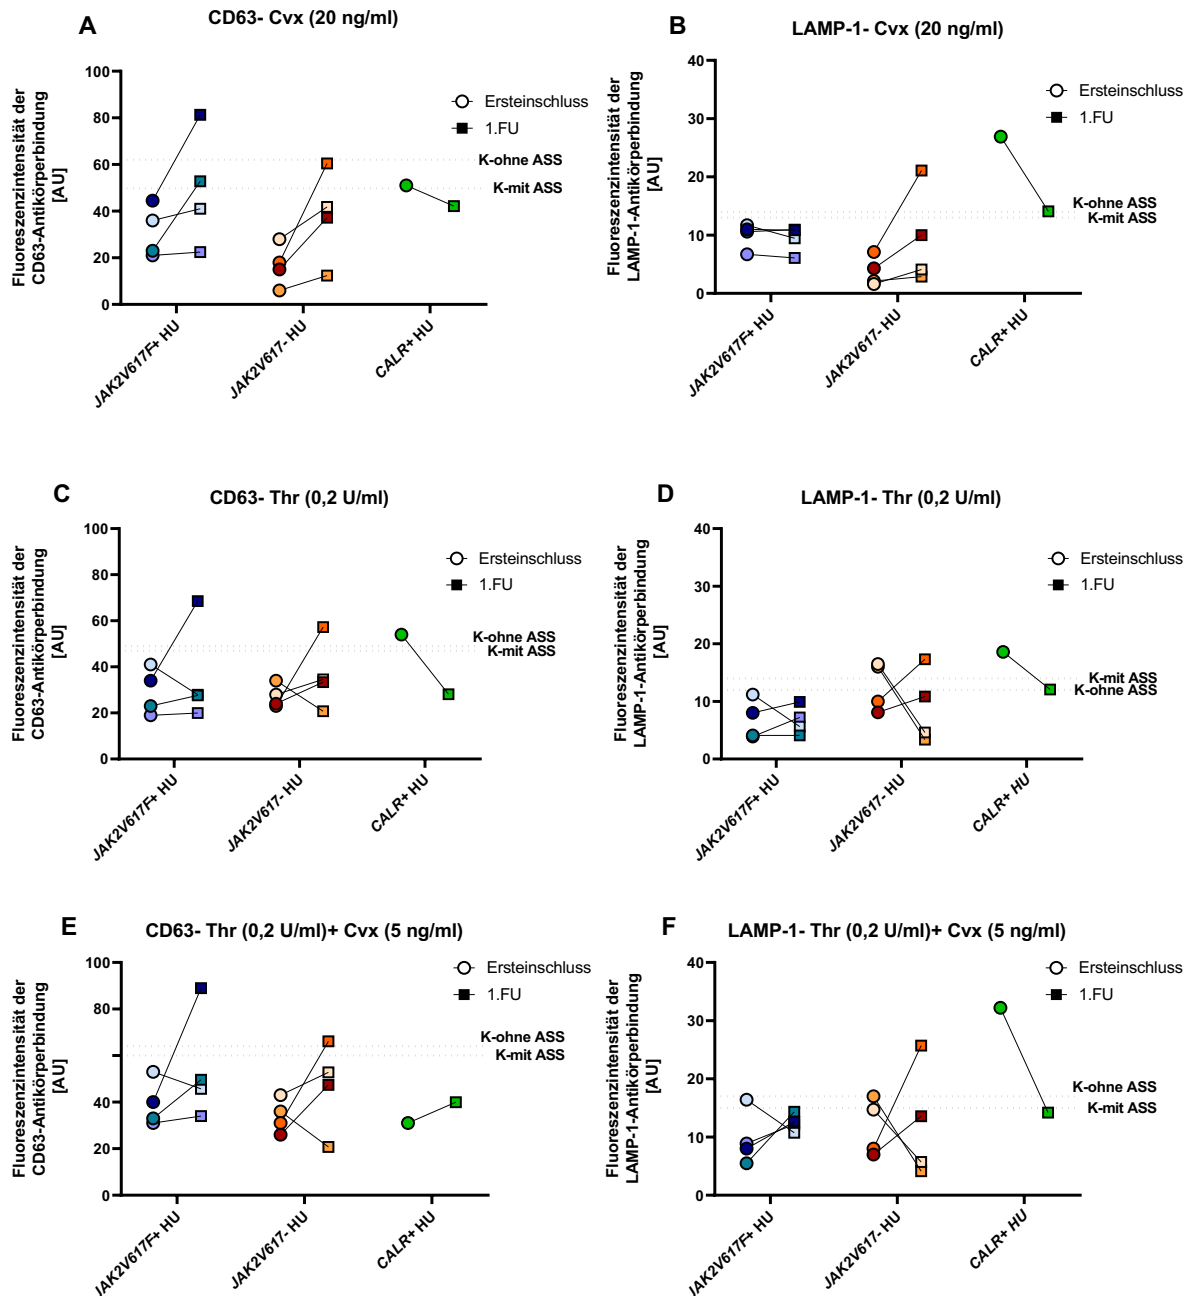 A
CD63- Cvx (20 ng/ml)
Fluoreszenzintensität der
CD63-Antikörperbindung
[AU]
100
80
60
40
20
0
Ersteinschluss
1.FU
K-ohne ASS
K-mit ASS
JAK2V617F+ HU
JAK2V617- HU
CALR+ HU
B
LAMP-1- Cvx (20 ng/ml)
Fluoreszenzintensität der
LAMP-1-Antikörperbindung
[AU]
40
30
20
10
0
Ersteinschluss
1.FU
K-ohne ASS
K-mit ASS
JAK2V617F+ HU
JAK2V617- HU
CALR+ HU
C
CD63- Thr (0,2 U/ml)
Fluoreszenzintensität der
CD63-Antikörperbindung
[AU]
100
80
60
40
20
0
Ersteinschluss
1.FU
K-ohne ASS
K-mit ASS
JAK2V617F+ HU
JAK2V617- HU
CALR+ HU
D
LAMP-1- Thr (0,2 U/ml)
Fluoreszenzintensität der
LAMP-1-Antikörperbindung
[AU]
40
30
20
10
0
Ersteinschluss
1.FU
K-mit ASS
K-ohne ASS
JAK2V617F+ HU
JAK2V617- HU
CALR+ HU
E
CD63- Thr (0,2 U/ml)+ Cvx (5 ng/ml)
Fluoreszenzintensität der
CD63-Antikörperbindung
[AU]
100
80
60
40
20
0
Ersteinschluss
1.FU
K-ohne ASS
K-mit ASS
JAK2V617F+ HU
JAK2V617- HU
CALR+ HU
F
LAMP-1- Thr (0,2 U/ml)+ Cvx (5 ng/ml)
Fluoreszenzintensität der
LAMP-1-Antikörperbindung
[AU]
40
30
20
10
0
Ersteinschluss
1.FU
K-ohne ASS
K-mit ASS
JAK2V617F+ HU
JAK2V617- HU
CALR+ HU